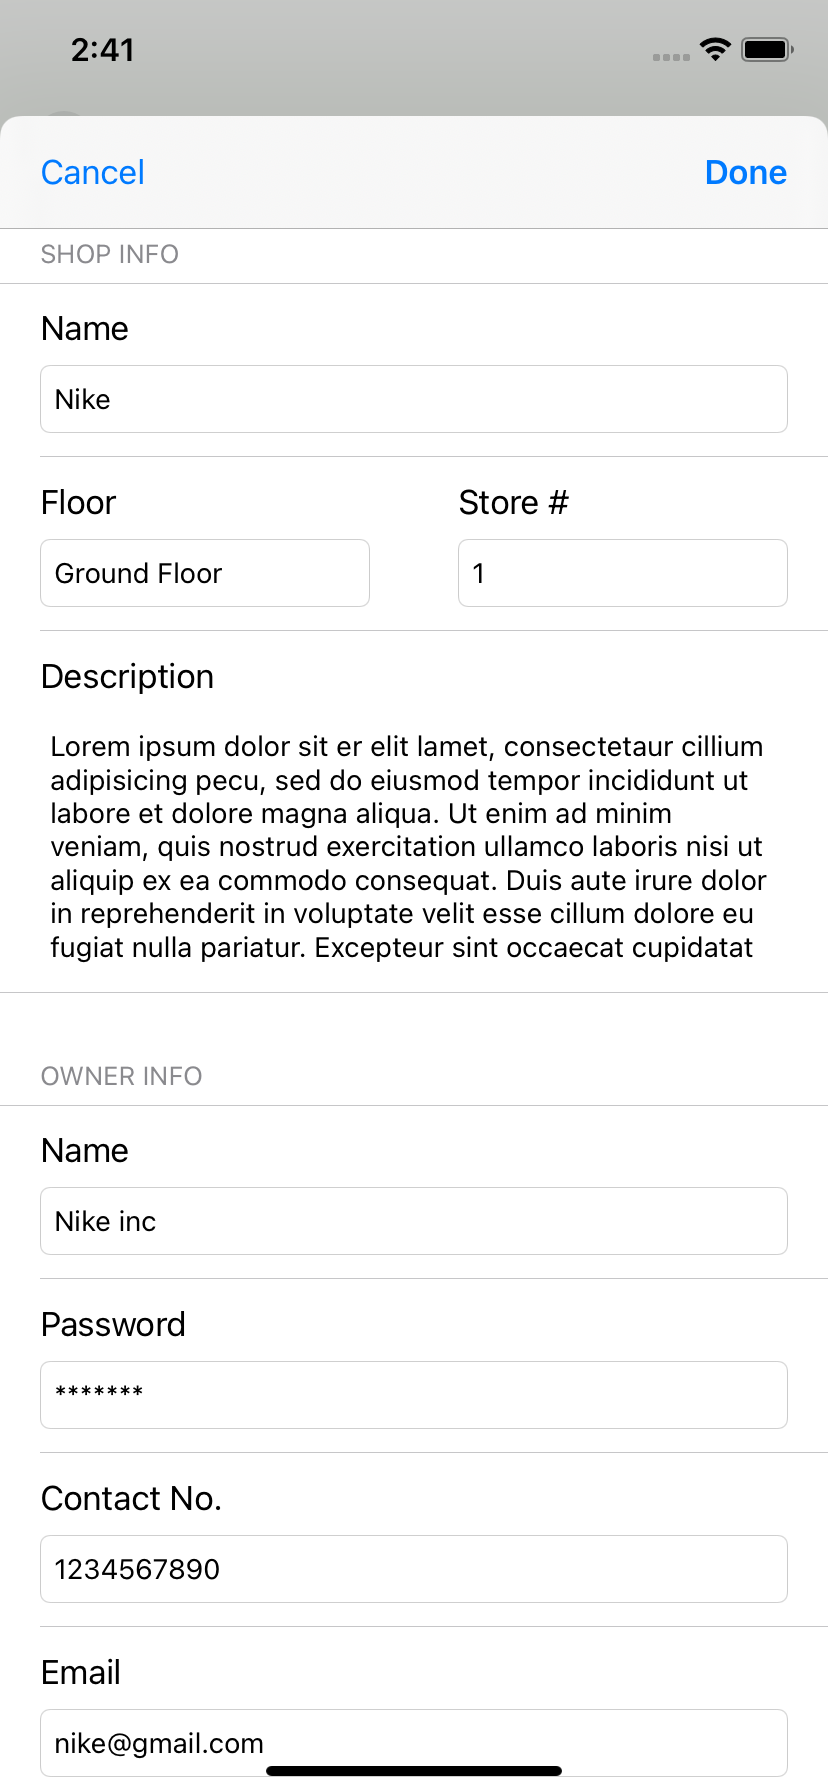 2:41
Cancel Done
SHOP INFO
Name
Nike
Floor Store #
Ground Floor 1
Description
Lorem ipsum dolor sit er elit lamet, consectetaur cillium
adipisicing pecu, sed do eiusmod tempor incididunt ut
labore et dolore magna aliqua. Ut enim ad minim
veniam, quis nostrud exercitation ullamco laboris nisi ut
aliquip ex ea commodo consequat. Duis aute irure dolor
in reprehenderit in voluptate velit esse cillum dolore eu
fugiat nulla pariatur. Excepteur sint occaecat cupidatat
OWNER INFO
Name
Nike inc
Password
*******
Contact No.
1234567890
Email
nike@gmail.com